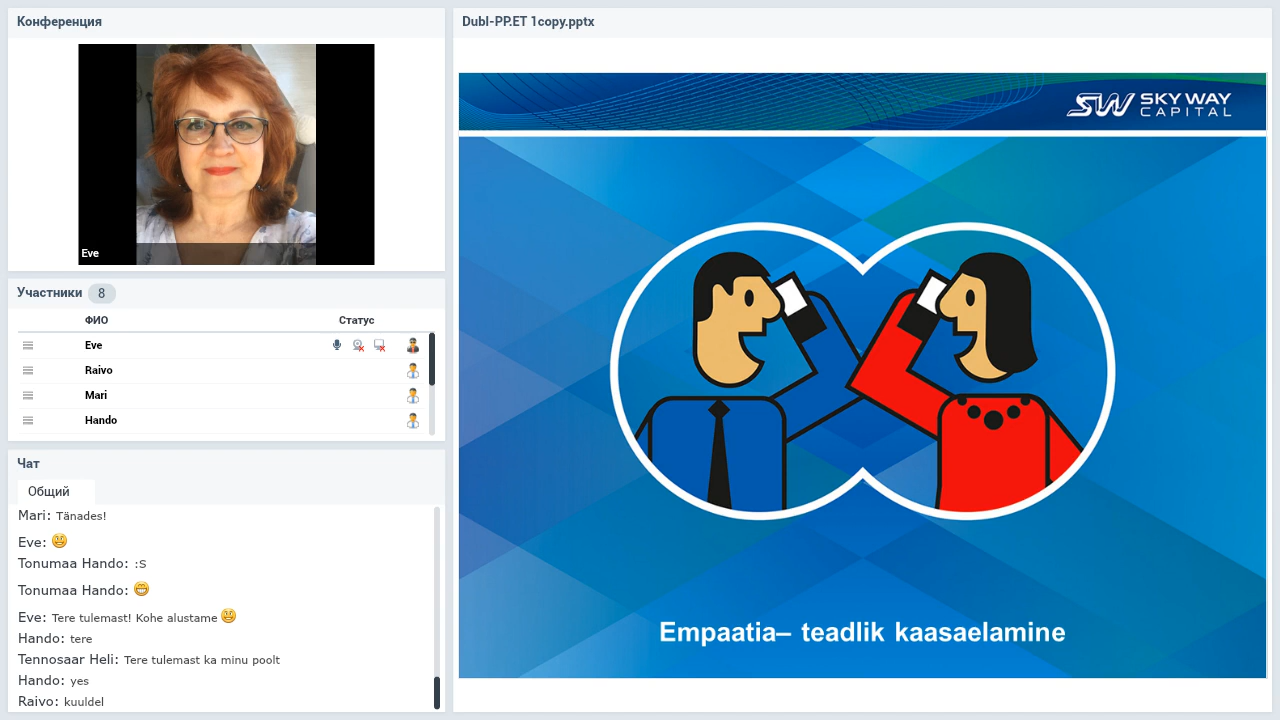 Конференция
Eve
Участники 8
ФИО Статус
Eve
Raivo
Mari
Hando
Чат
Общий
Mari: Tänades!
Eve:
Tonumaa Hando: :S
Tonumaa Hando:
Eve: Tere tulemast! Kohe alustame
Hando: tere
Tennosaar Heli: Tere tulemast ka minu poolt
Hando: yes
Raivo: kuuldel
Dubl-PP.ET 1copy.pptx
SW SKY WAY
CAPITAL
Empaatia– teadlik kaasaelamine